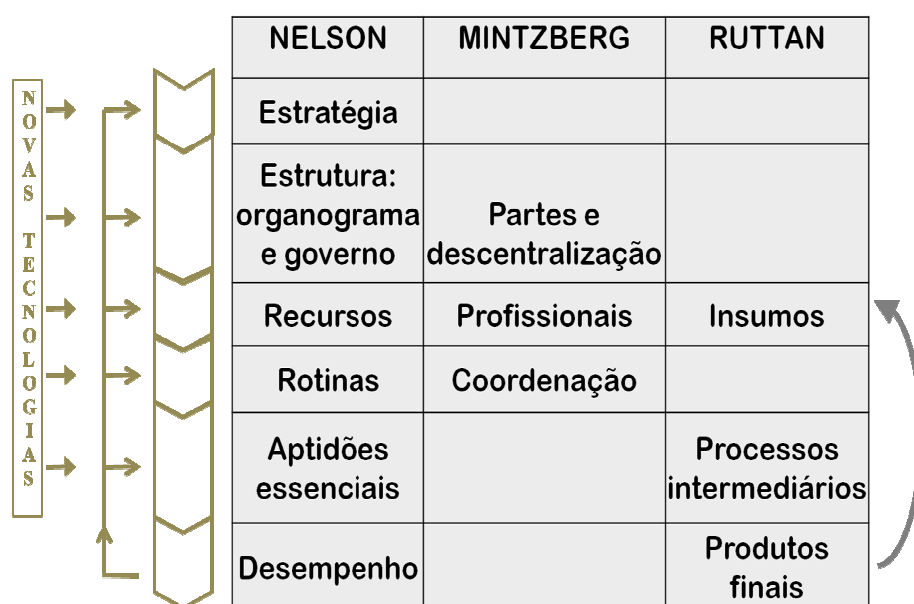 NOVAS TECNOLOGIAS
NELSON MINTZBERG RUTTAN
Estratégia
Estrutura:
organograma Partes e
e governo descentralização
Recursos Profissionais Insumos
Rotinas Coordenação
Aptidões Processos
essenciais intermediários
Desempenho Produtos
finais